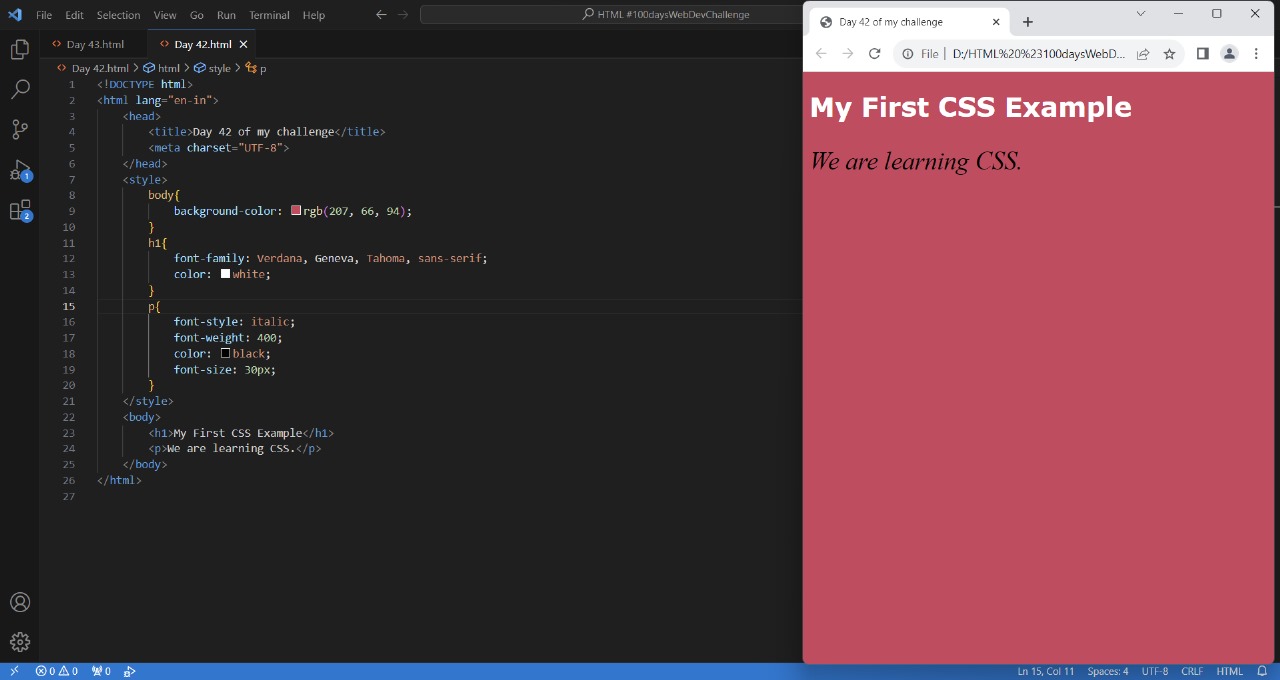 File Edit Selection View Go Run Terminal Help
HTML #100daysWebDevChallenge
Day 43.html
Day 42.html
Day 42.html > html > style > p
1 <!DOCTYPE html>
2 <html lang="en-in">
3 <head>
4 <title>Day 42 of my challenge</title>
5 <meta charset="UTF-8">
6 </head>
7 <style>
8 body{
9 background-color: rgb(207, 66, 94);
10 }
11 h1{
12 font-family: Verdana, Geneva, Tahoma, sans-serif;
13 color: white;
14 }
15 p{
16 font-style: italic;
17 font-weight: 400;
18 color: black;
19 font-size: 30px;
20 }
21 </style>
22 <body>
23 <h1>My First CSS Example</h1>
24 <p>We are learning CSS.</p>
25 </body>
26 </html>
27
1
2
0 0 0
Ln 15, Col 11 Spaces: 4 UTF-8 CRLF HTML
Day 42 of my challenge
File D:/HTML%20%23100daysWebD...
My First CSS Example
We are learning CSS.